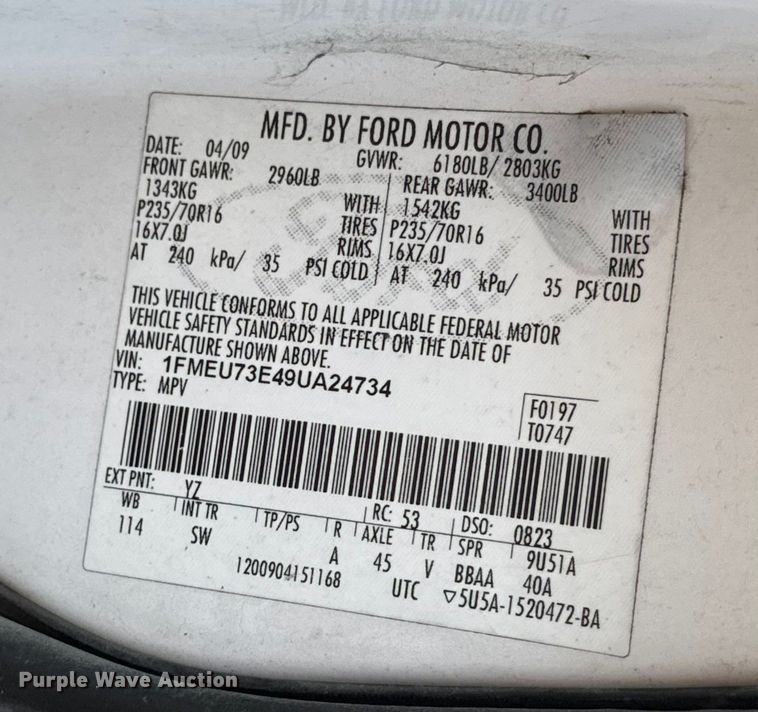 MFD. BY FORD MOTOR CO.
DATE: 04/09 GVWR: 6180LB/ 2803KG
FRONT GAWR: 2960LB REAR GAWR: 3400LB
1343KG WITH 1542KG WITH
P235/70R16 TIRES P235/70R16 TIRES
16X7.0J RIMS 16X7.0J RIMS
AT 240 kPa/ 35 PSI COLD AT 240 kPa/ 35 PSI COLD
THIS VEHICLE CONFORMS TO ALL APPLICABLE FEDERAL MOTOR
VEHICLE SAFETY STANDARDS IN EFFECT ON THE DATE OF
MANUFACTURE SHOWN ABOVE.
VIN: 1FMEU73E49UA24734
TYPE: MPV
F0197
T0747
EXT PNT: YZ RC: 53 DSO: 0823
WB INT TR TP/PS R AXLE TR SPR 9U51A
114 SW A 45 V BBAA 40A
1200904151168 UTC ▽5U5A-1520472-BA
Purple Wave Auction